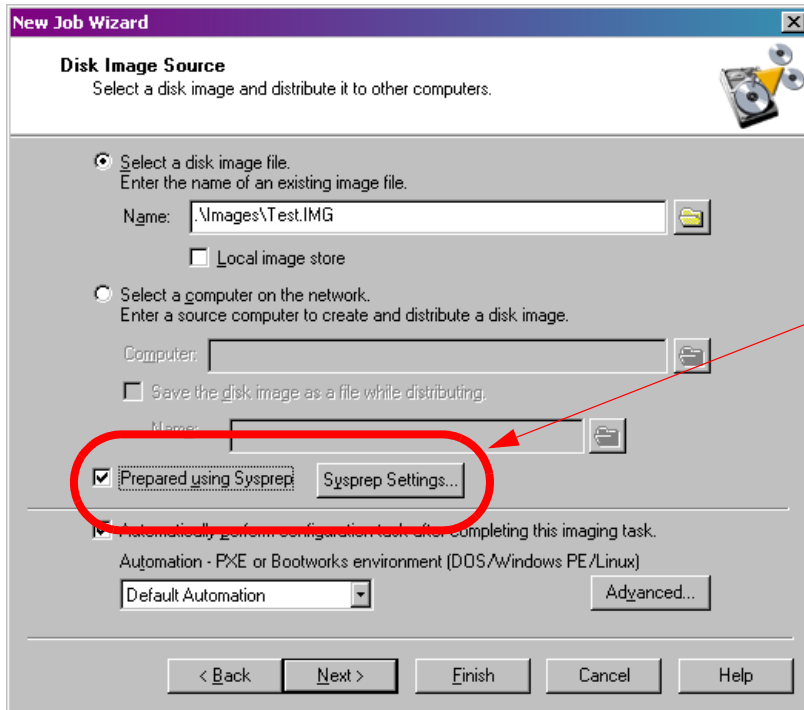 New Job Wizard
Disk Image Source
Select a disk image and distribute it to other computers.
Select a disk image file.
Enter the name of an existing image file.
Name: .\Images\Test.IMG
Local image store
Select a computer on the network.
Enter a source computer to create and distribute a disk image.
Computer:
Save the disk image as a file while distributing.
Name:
Prepared using Sysprep Sysprep Settings...
Automatically perform configuration task after completing this imaging task.
Automation - PXE or Bootworks environment (DOS/Windows PE/Linux)
Default Automation Advanced...
< Back Next > Finish Cancel Help